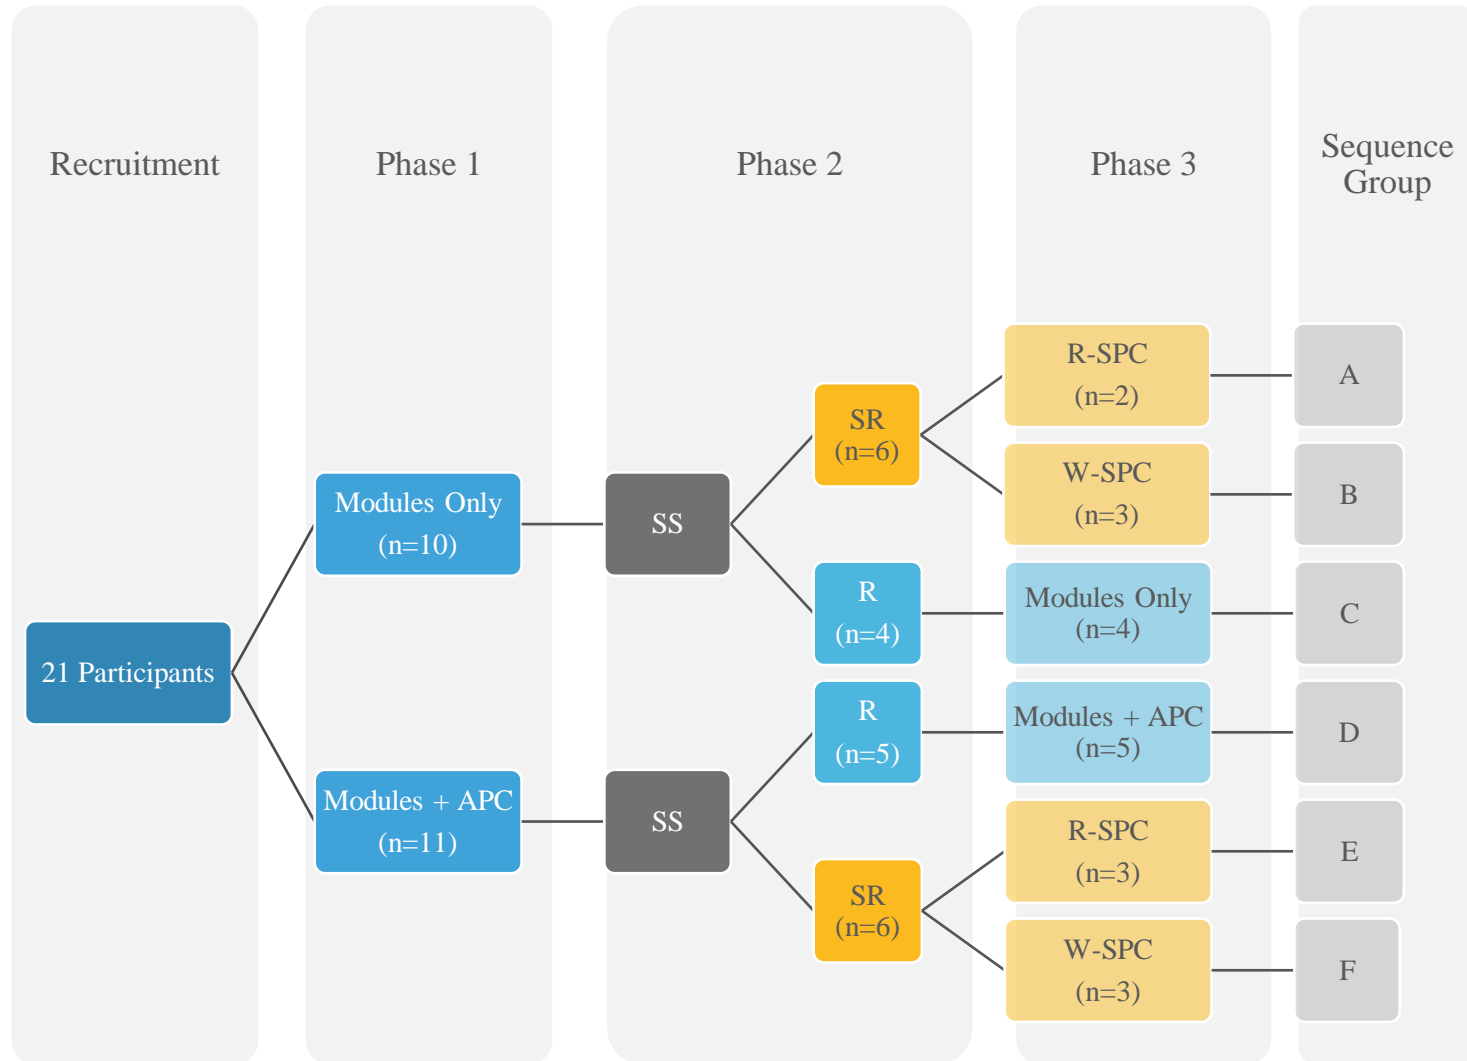 Recruitment
Phase 1
Phase 2
Phase 3
Sequence
Group
21 Participants
Modules Only
(n=10)
Modules + APC
(n=11)
SS
SS
SR
(n=6)
R
(n=4)
R
(n=5)
SR
(n=6)
R-SPC
(n=2)
W-SPC
(n=3)
Modules Only
(n=4)
Modules + APC
(n=5)
R-SPC
(n=3)
W-SPC
(n=3)
A
B
C
D
E
F